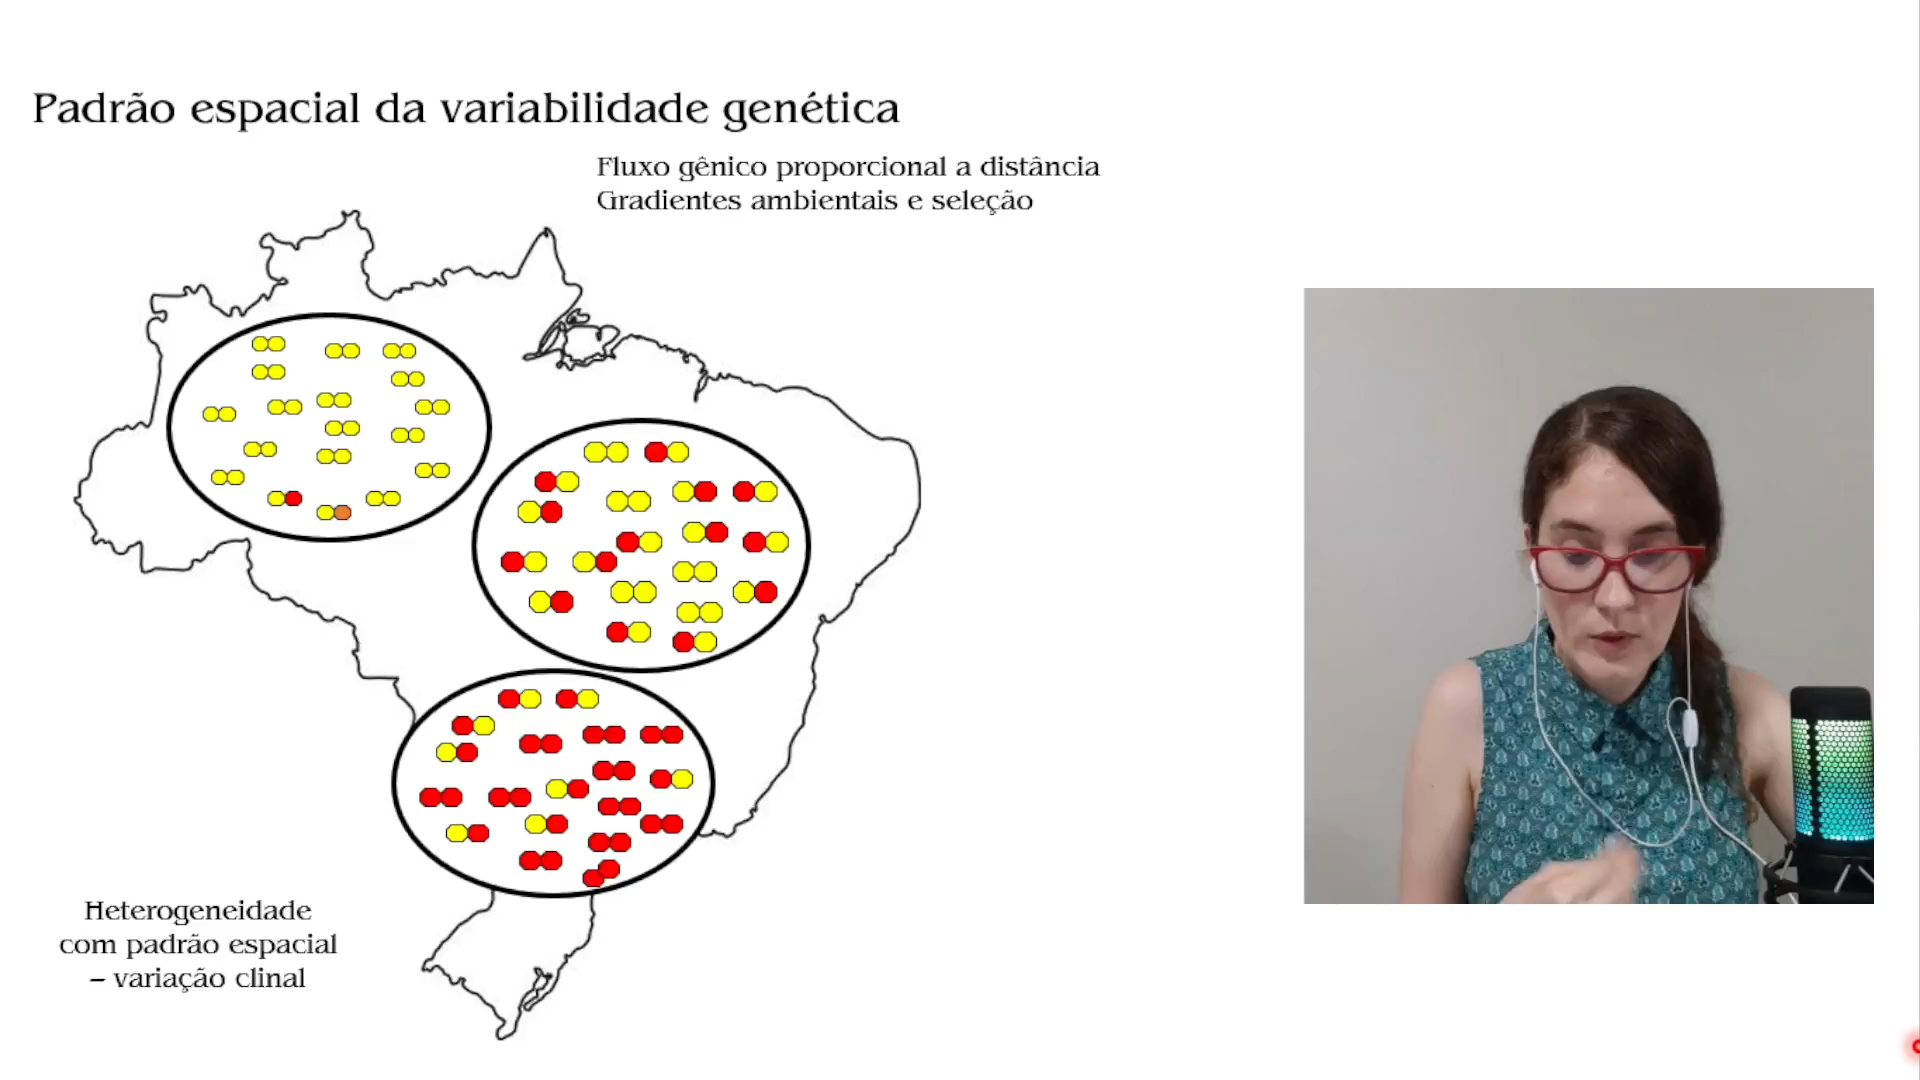 Padrão espacial da variabilidade genética
Fluxo gênico proporcional a distância
Gradientes ambientais e seleção
Heterogeneidade
com padrão espacial
– variação clinal